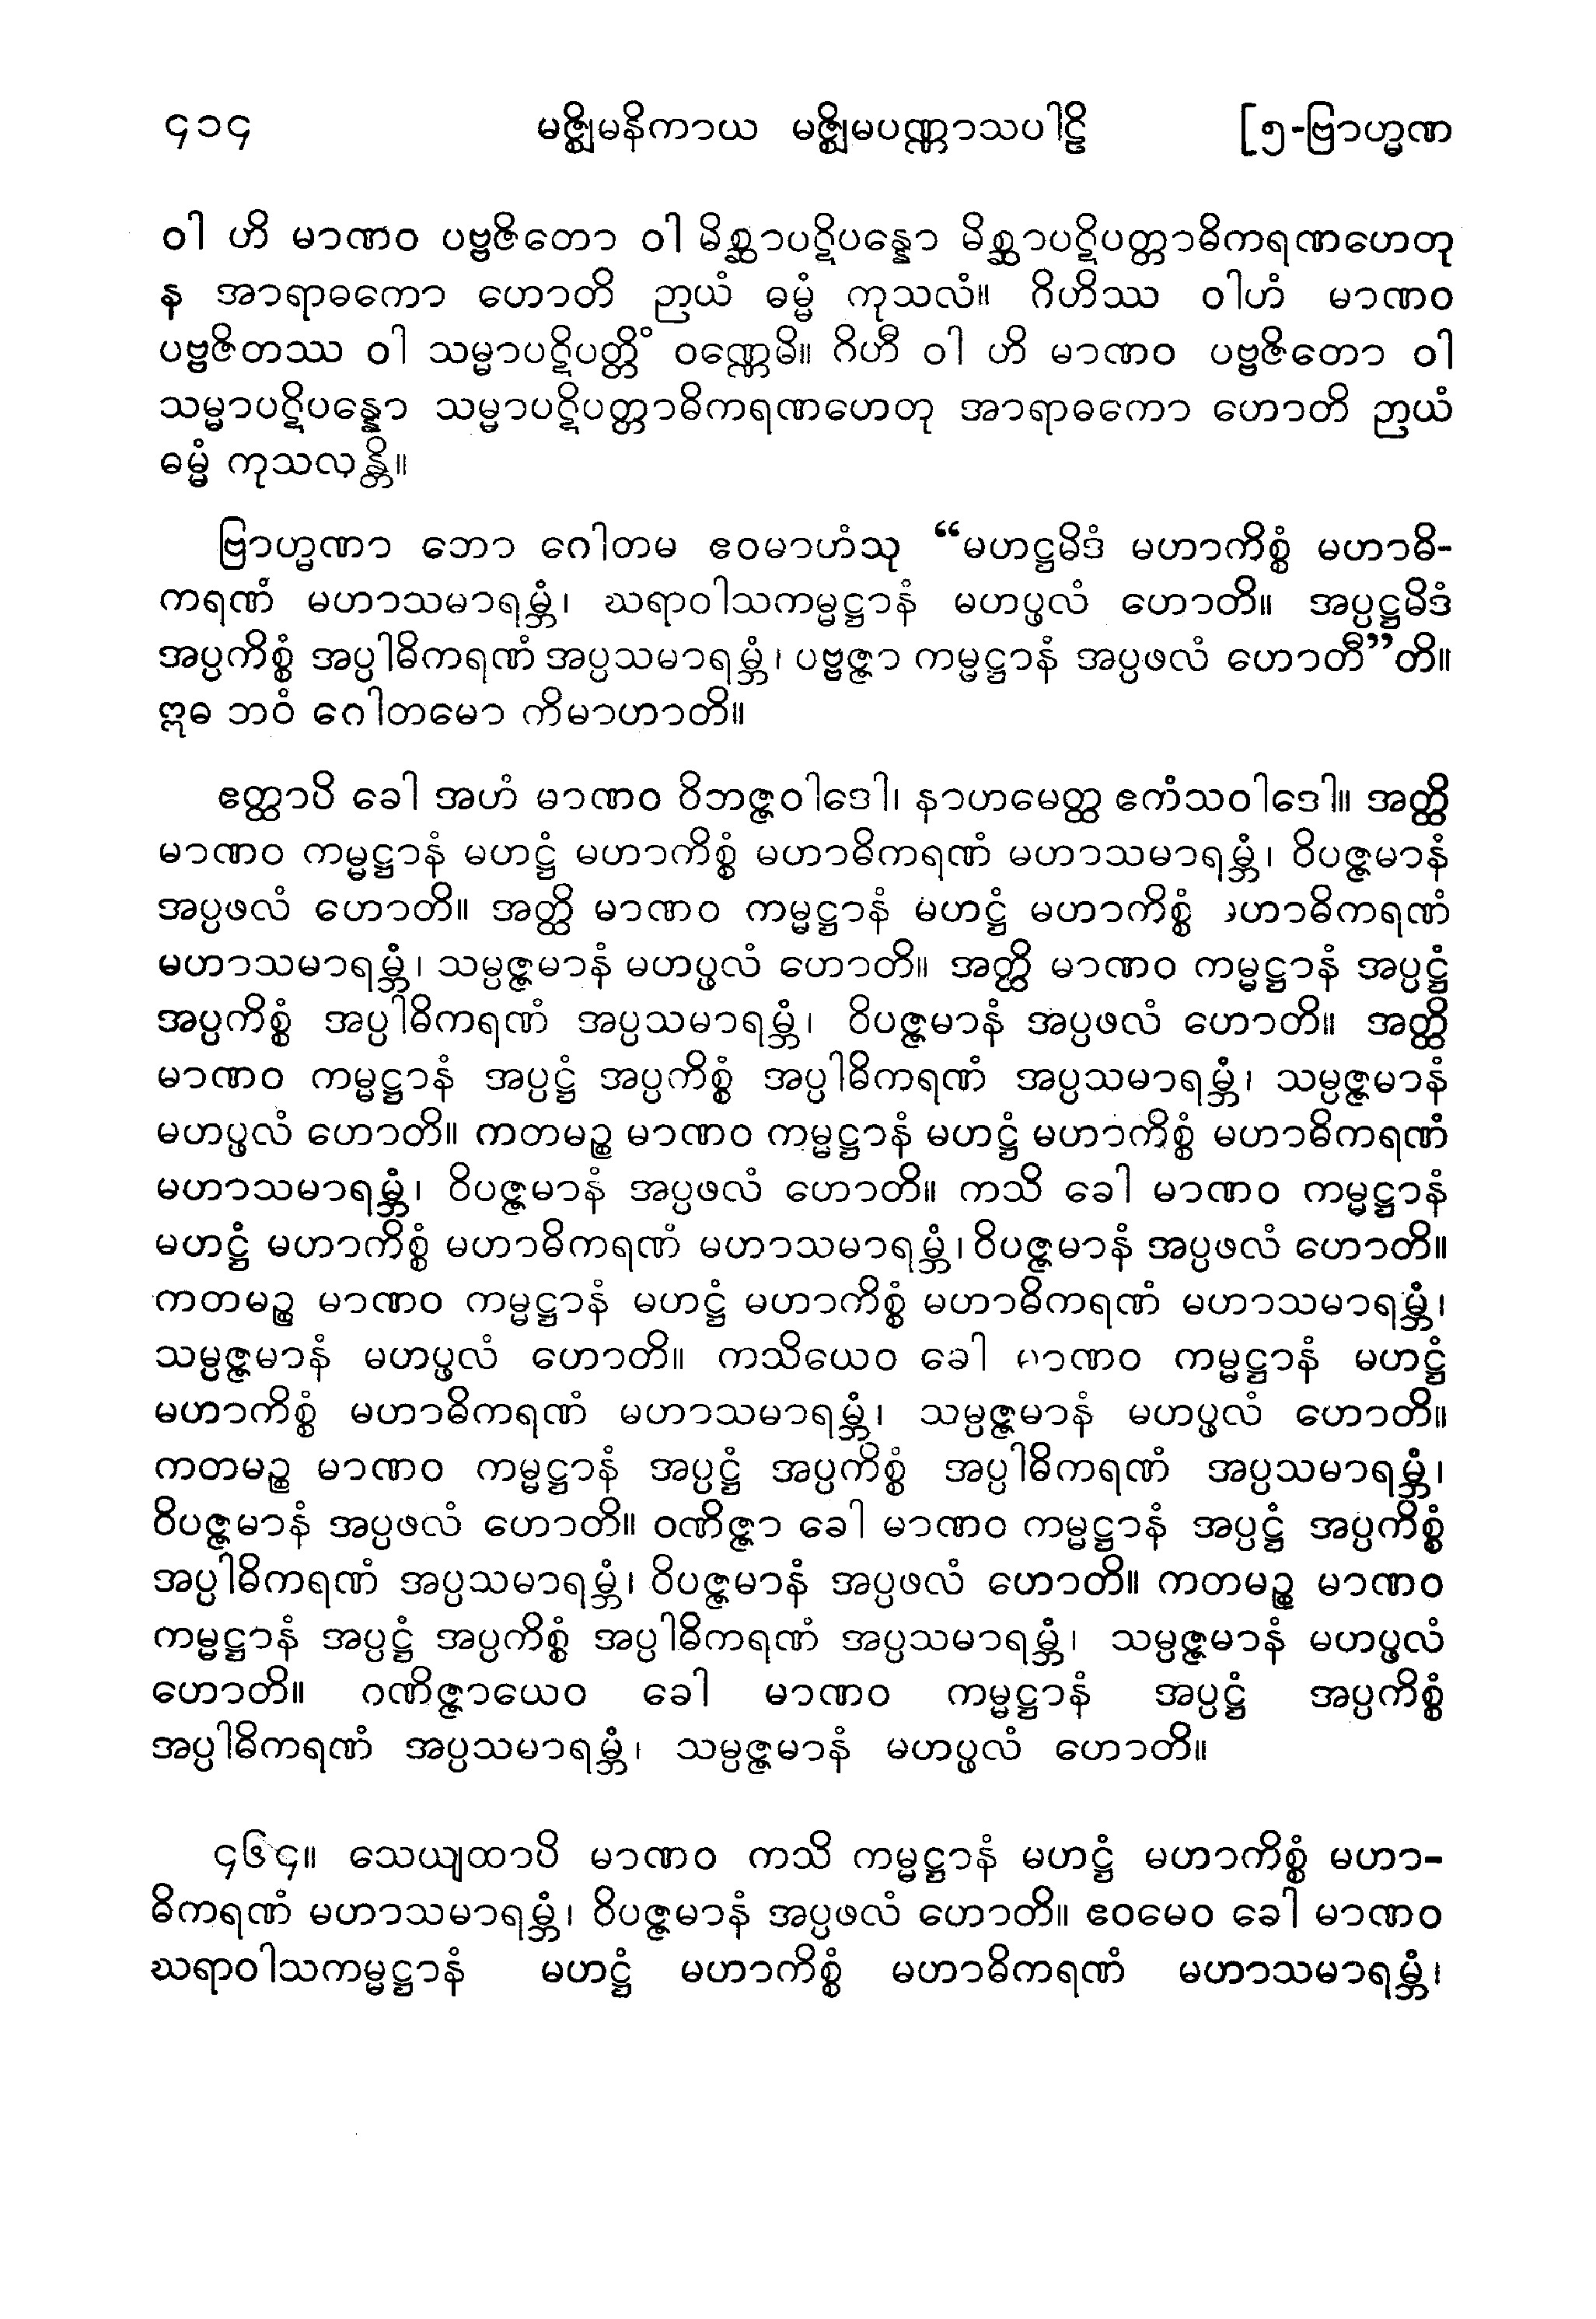 ၄၁၄ မဇ္ဈိမနိကာယ မဇ္ဈိမပဏ္ဏာသပါဠိ [၅-ဗြာဟ္မဏ
ဝါ ဟိ မာဏဝ ပဗ္ဗဇိတော ဝါ မိစ္ဆာပဋိပန္နော မိစ္ဆာပဋိပတ္တာဓိကရဏဟေတု
န အာရာဓကော ဟောတိ ဉာယံ ဓမ္မံ ကုသလံ။ ဂိဟိဿ ဝါဟံ မာဏဝ
ပဗ္ဗဇိတဿ ဝါ သမ္မာပဋိပတ္တိံ ဝဏ္ဏေမိ။ ဂိဟီ ဝါ ဟိ မာဏဝ ပဗ္ဗဇိတော ဝါ
သမ္မာပဋိပန္နော သမ္မာပဋိပတ္တာဓိကရဏဟေတု အာရာဓကော ဟောတိ ဉာယံ
ဓမ္မံ ကုသလန္တိ။
ဗြာဟ္မဏာ ဘော ဂေါတမ ဧဝမာဟံသု “မဟဋ္ဌမိဒံ မဟာကိစ္စံ မဟာဓိ-
ကရဏံ မဟာသမာရမ္ဘံ၊ ဃရာဝါသကမ္မဋ္ဌာနံ မဟပ္ဖလံ ဟောတိ။ အပ္ပဋ္ဌမိဒံ
အပ္ပကိစ္စံ အပ္ပါဓိကရဏံ အပ္ပသမာရမ္ဘံ၊ ပဗ္ဗဇ္ဇာ ကမ္မဋ္ဌာနံ အပ္ပဖလံ ဟောတီ”တိ။
ဣဓ ဘဝံ ဂေါတမော ကိမာဟာတိ။
ဧတ္ထာပိ ခေါ အဟံ မာဏဝ ဝိဘဇ္ဇဝါဒေါ၊ နာဟမေတ္ထ ဧကံသဝါဒေါ။ အတ္ထိ
မာဏဝ ကမ္မဋ္ဌာနံ မဟဋ္ဌံ မဟာကိစ္စံ မဟာဓိကရဏံ မဟာသမာရမ္ဘံ၊ ဝိပဇ္ဇမာနံ
အပ္ပဖလံ ဟောတိ။ အတ္ထိ မာဏဝ ကမ္မဋ္ဌာနံ မဟဋ္ဌံ မဟာကိစ္စံ မဟာဓိကရဏံ
မဟာသမာရမ္ဘံ၊ သမ္ပဇ္ဇမာနံ မဟပ္ဖလံ ဟောတိ။ အတ္ထိ မာဏဝ ကမ္မဋ္ဌာနံ အပ္ပဋ္ဌံ
အပ္ပကိစ္စံ အပ္ပါဓိကရဏံ အပ္ပသမာရမ္ဘံ၊ ဝိပဇ္ဇမာနံ အပ္ပဖလံ ဟောတိ။ အတ္ထိ
မာဏဝ ကမ္မဋ္ဌာနံ အပ္ပဋ္ဌံ အပ္ပကိစ္စံ အပ္ပါဓိကရဏံ အပ္ပသမာရမ္ဘံ၊ သမ္ပဇ္ဇမာနံ
မဟပ္ဖလံ ဟောတိ။ ကတမဉ္စ မာဏဝ ကမ္မဋ္ဌာနံ မဟဋ္ဌံ မဟာကိစ္စံ မဟာဓိကရဏံ
မဟာသမာရမ္ဘံ၊ ဝိပဇ္ဇမာနံ အပ္ပဖလံ ဟောတိ။ ကသိ ခေါ မာဏဝ ကမ္မဋ္ဌာနံ
မဟဋ္ဌံ မဟာကိစ္စံ မဟာဓိကရဏံ မဟာသမာရမ္ဘံ၊ ဝိပဇ္ဇမာနံ အပ္ပဖလံ ဟောတိ။
ကတမဉ္စ မာဏဝ ကမ္မဋ္ဌာနံ မဟဋ္ဌံ မဟာကိစ္စံ မဟာဓိကရဏံ မဟာသမာရမ္ဘံ၊
သမ္ပဇ္ဇမာနံ မဟပ္ဖလံ ဟောတိ။ ကသိယေဝ ခေါ မာဏဝ ကမ္မဋ္ဌာနံ မဟဋ္ဌံ
မဟာကိစ္စံ မဟာဓိကရဏံ မဟာသမာရမ္ဘံ၊ သမ္ပဇ္ဇမာနံ မဟပ္ဖလံ ဟောတိ။
ကတမဉ္စ မာဏဝ ကမ္မဋ္ဌာနံ အပ္ပဋ္ဌံ အပ္ပကိစ္စံ အပ္ပါဓိကရဏံ အပ္ပသမာရမ္ဘံ၊
ဝိပဇ္ဇမာနံ အပ္ပဖလံ ဟောတိ။ ဝဏိဇ္ဇာ ခေါ မာဏဝ ကမ္မဋ္ဌာနံ အပ္ပဋ္ဌံ အပ္ပကိစ္စံ
အပ္ပါဓိကရဏံ အပ္ပသမာရမ္ဘံ၊ ဝိပဇ္ဇမာနံ အပ္ပဖလံ ဟောတိ။ ကတမဉ္စ မာဏဝ
ကမ္မဋ္ဌာနံ အပ္ပဋ္ဌံ အပ္ပကိစ္စံ အပ္ပါဓိကရဏံ အပ္ပသမာရမ္ဘံ၊ သမ္ပဇ္ဇမာနံ မဟပ္ဖလံ
ဟောတိ။ ဝဏိဇ္ဇာယေဝ ခေါ မာဏဝ ကမ္မဋ္ဌာနံ အပ္ပဋ္ဌံ အပ္ပကိစ္စံ
အပ္ပါဓိကရဏံ အပ္ပသမာရမ္ဘံ၊ သမ္ပဇ္ဇမာနံ မဟပ္ဖလံ ဟောတိ။
၄၆၄။ သေယျထာပိ မာဏဝ ကသိ ကမ္မဋ္ဌာနံ မဟဋ္ဌံ မဟာကိစ္စံ မဟာ-
ဓိကရဏံ မဟာသမာရမ္ဘံ၊ ဝိပဇ္ဇမာနံ အပ္ပဖလံ ဟောတိ။ ဧဝမေဝ ခေါ မာဏဝ
ဃရာဝါသကမ္မဋ္ဌာနံ မဟဋ္ဌံ မဟာကိစ္စံ မဟာဓိကရဏံ မဟာသမာရမ္ဘံ၊